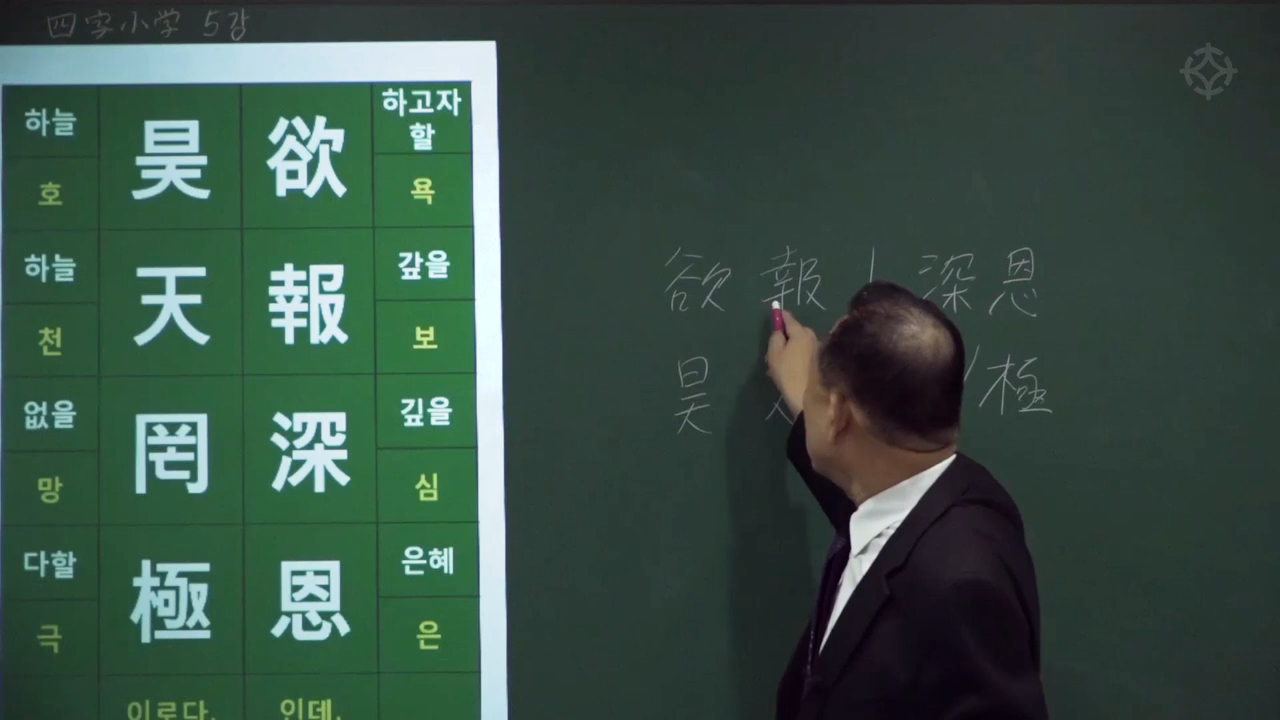 四字小学 5강
하늘 昊 欲 하고자
할
호 욕
하늘 天 報 갚을
천 보
없을 罔 深 깊을
망 심
다할 極 恩 은혜
극 은
이로다. 인데.
欲 報 深 恩
昊 極